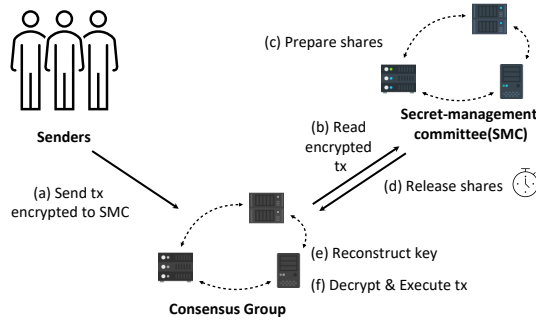 (c) Prepare shares
Senders
Secret-management
committee(SMC)
(b) Read
encrypted
tx
(a) Send tx
encrypted to SMC
(d) Release shares
(e) Reconstruct key
(f) Decrypt & Execute tx
Consensus Group